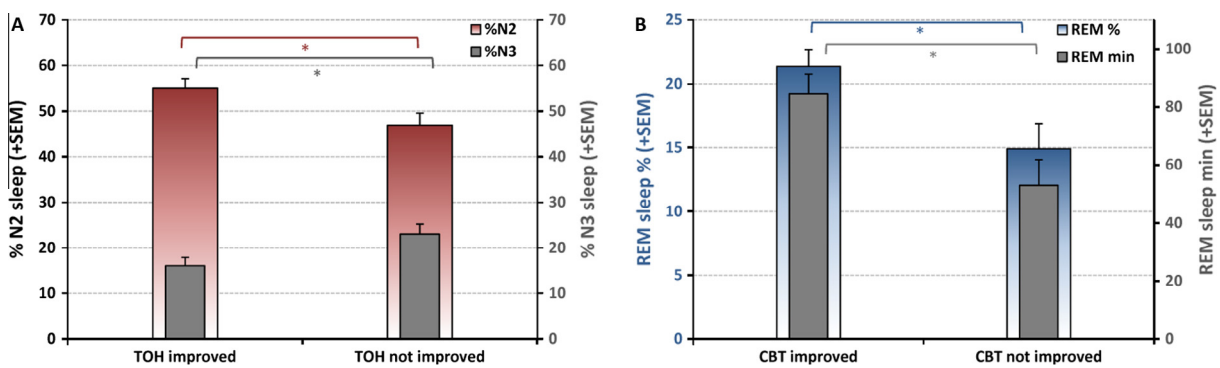 A
%N2
%N3
*
*
70
60
50
40
30
20
10
0
% N2 sleep (+SEM)
70
60
50
40
30
20
10
0
% N3 sleep (+SEM)
TOH improved
TOH not improved
B
REM %
REM min
*
*
25
20
15
10
5
0
REM sleep % (+SEM)
100
80
60
40
20
0
REM sleep min (+SEM)
CBT improved
CBT not improved